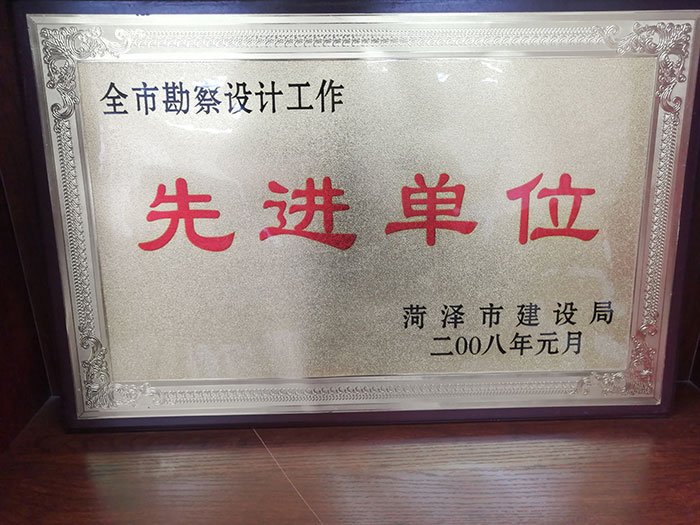 全市勘察设计工作
先进单位
菏泽市建设局
二00八年元月